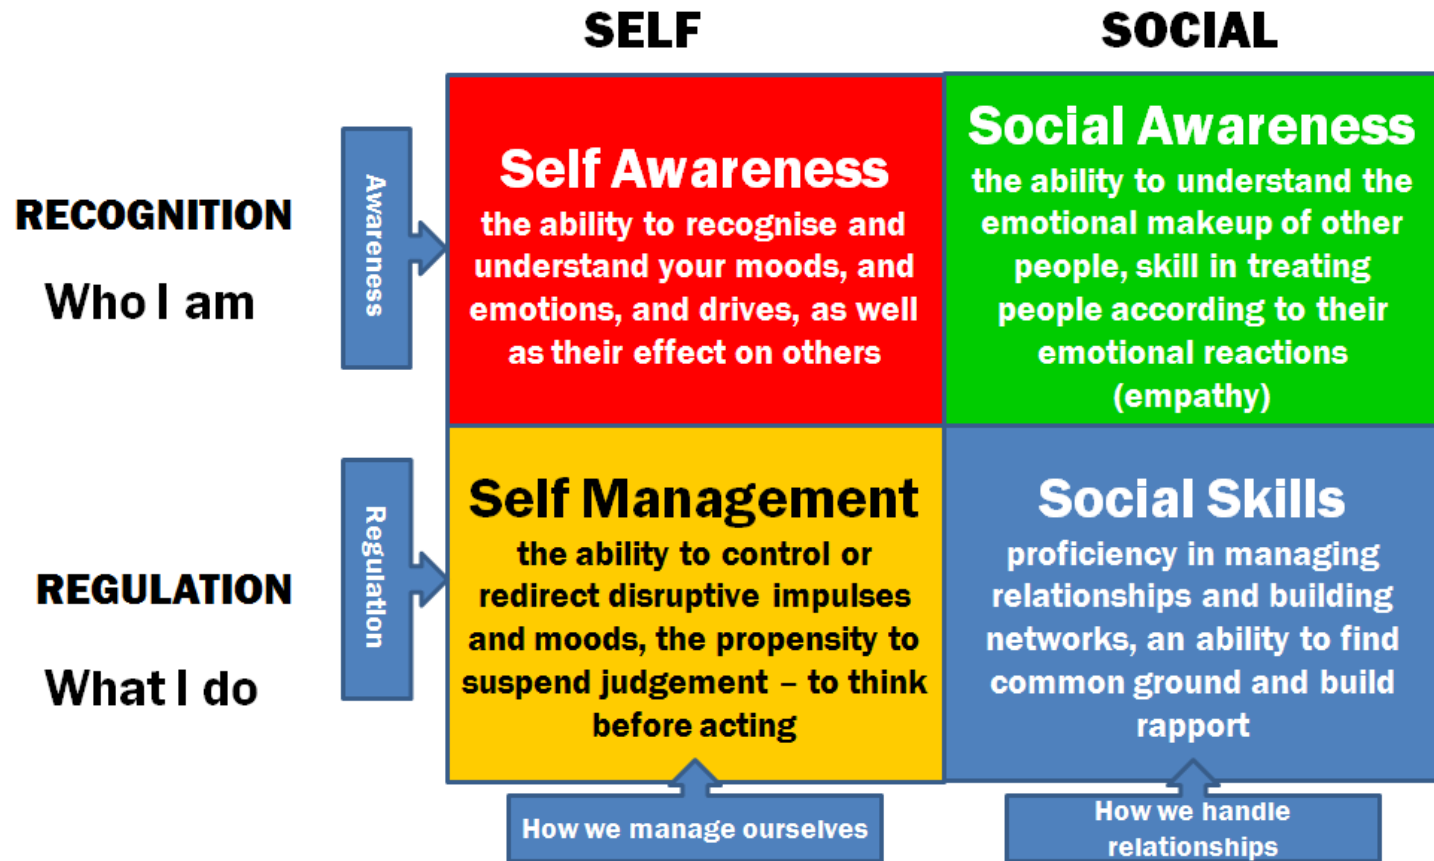 SELF
SOCIAL
RECOGNITION
Who I am
Awareness
Self Awareness
the ability to recognise and
understand your moods, and
emotions, and drives, as well
as their effect on others
Social Awareness
the ability to understand the
emotional makeup of other
people, skill in treating
people according to their
emotional reactions
(empathy)
REGULATION
What I do
Regulation
Self Management
the ability to control or
redirect disruptive impulses
and moods, the propensity to
suspend judgement – to think
before acting
Social Skills
proficiency in managing
relationships and building
networks, an ability to find
common ground and build
rapport
How we manage ourselves
How we handle
relationships